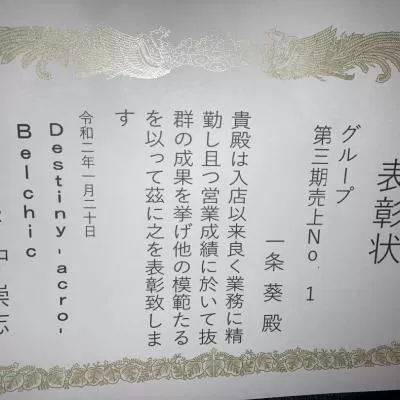 表彰状
グループ
第三期売上No. 1
一条 葵 殿
貴殿は入店以来良く業務に精
勤し且つ営業成績に於いて抜
群の成果を挙げ他の模範たる
を以って茲に之を表彰致しま
す
令和二年一月二十日
Destiny-acro-
Belchic
中 崇志